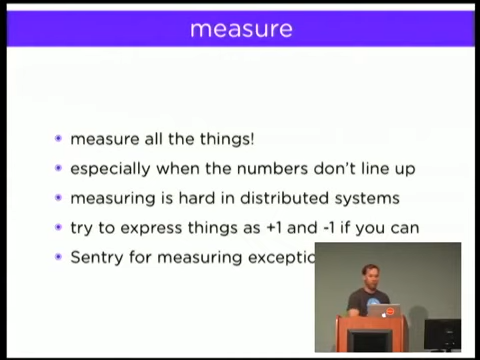 measure
measure all the things!
especially when the numbers don't line up
measuring is hard in distributed systems
try to express things as +1 and -1 if you can
Sentry for measuring